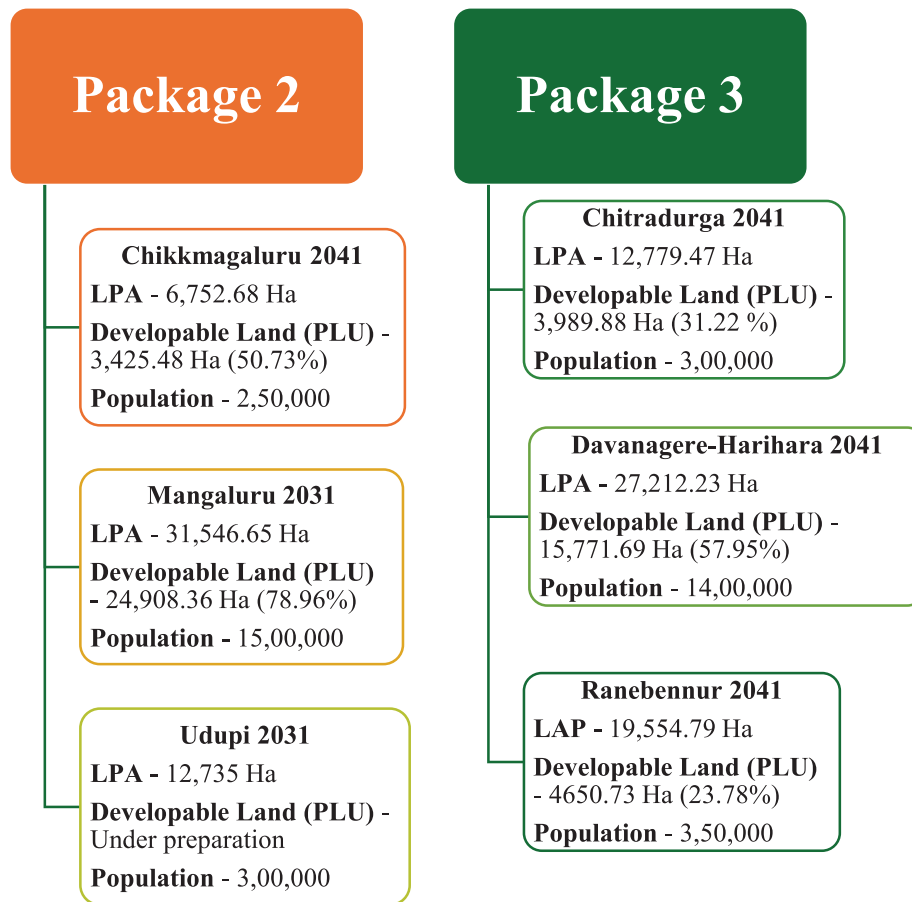 Package 2
Chikkmagaluru 2041
LPA - 6,752.68 Ha
Developable Land (PLU) -
3,425.48 Ha (50.73%)
Population - 2,50,000
Mangaluru 2031
LPA - 31,546.65 Ha
Developable Land (PLU)
- 24,908.36 Ha (78.96%)
Population - 15,00,000
Udupi 2031
LPA - 12,735 Ha
Developable Land (PLU) -
Under preparation
Population - 3,00,000
Package 3
Chitradurga 2041
LPA - 12,779.47 Ha
Developable Land (PLU) -
3,989.88 Ha (31.22 %)
Population - 3,00,000
Davanagere-Harihara 2041
LPA - 27,212.23 Ha
Developable Land (PLU) -
15,771.69 Ha (57.95%)
Population - 14,00,000
Ranebennur 2041
LAP - 19,554.79 Ha
Developable Land (PLU)
- 4650.73 Ha (23.78%)
Population - 3,50,000